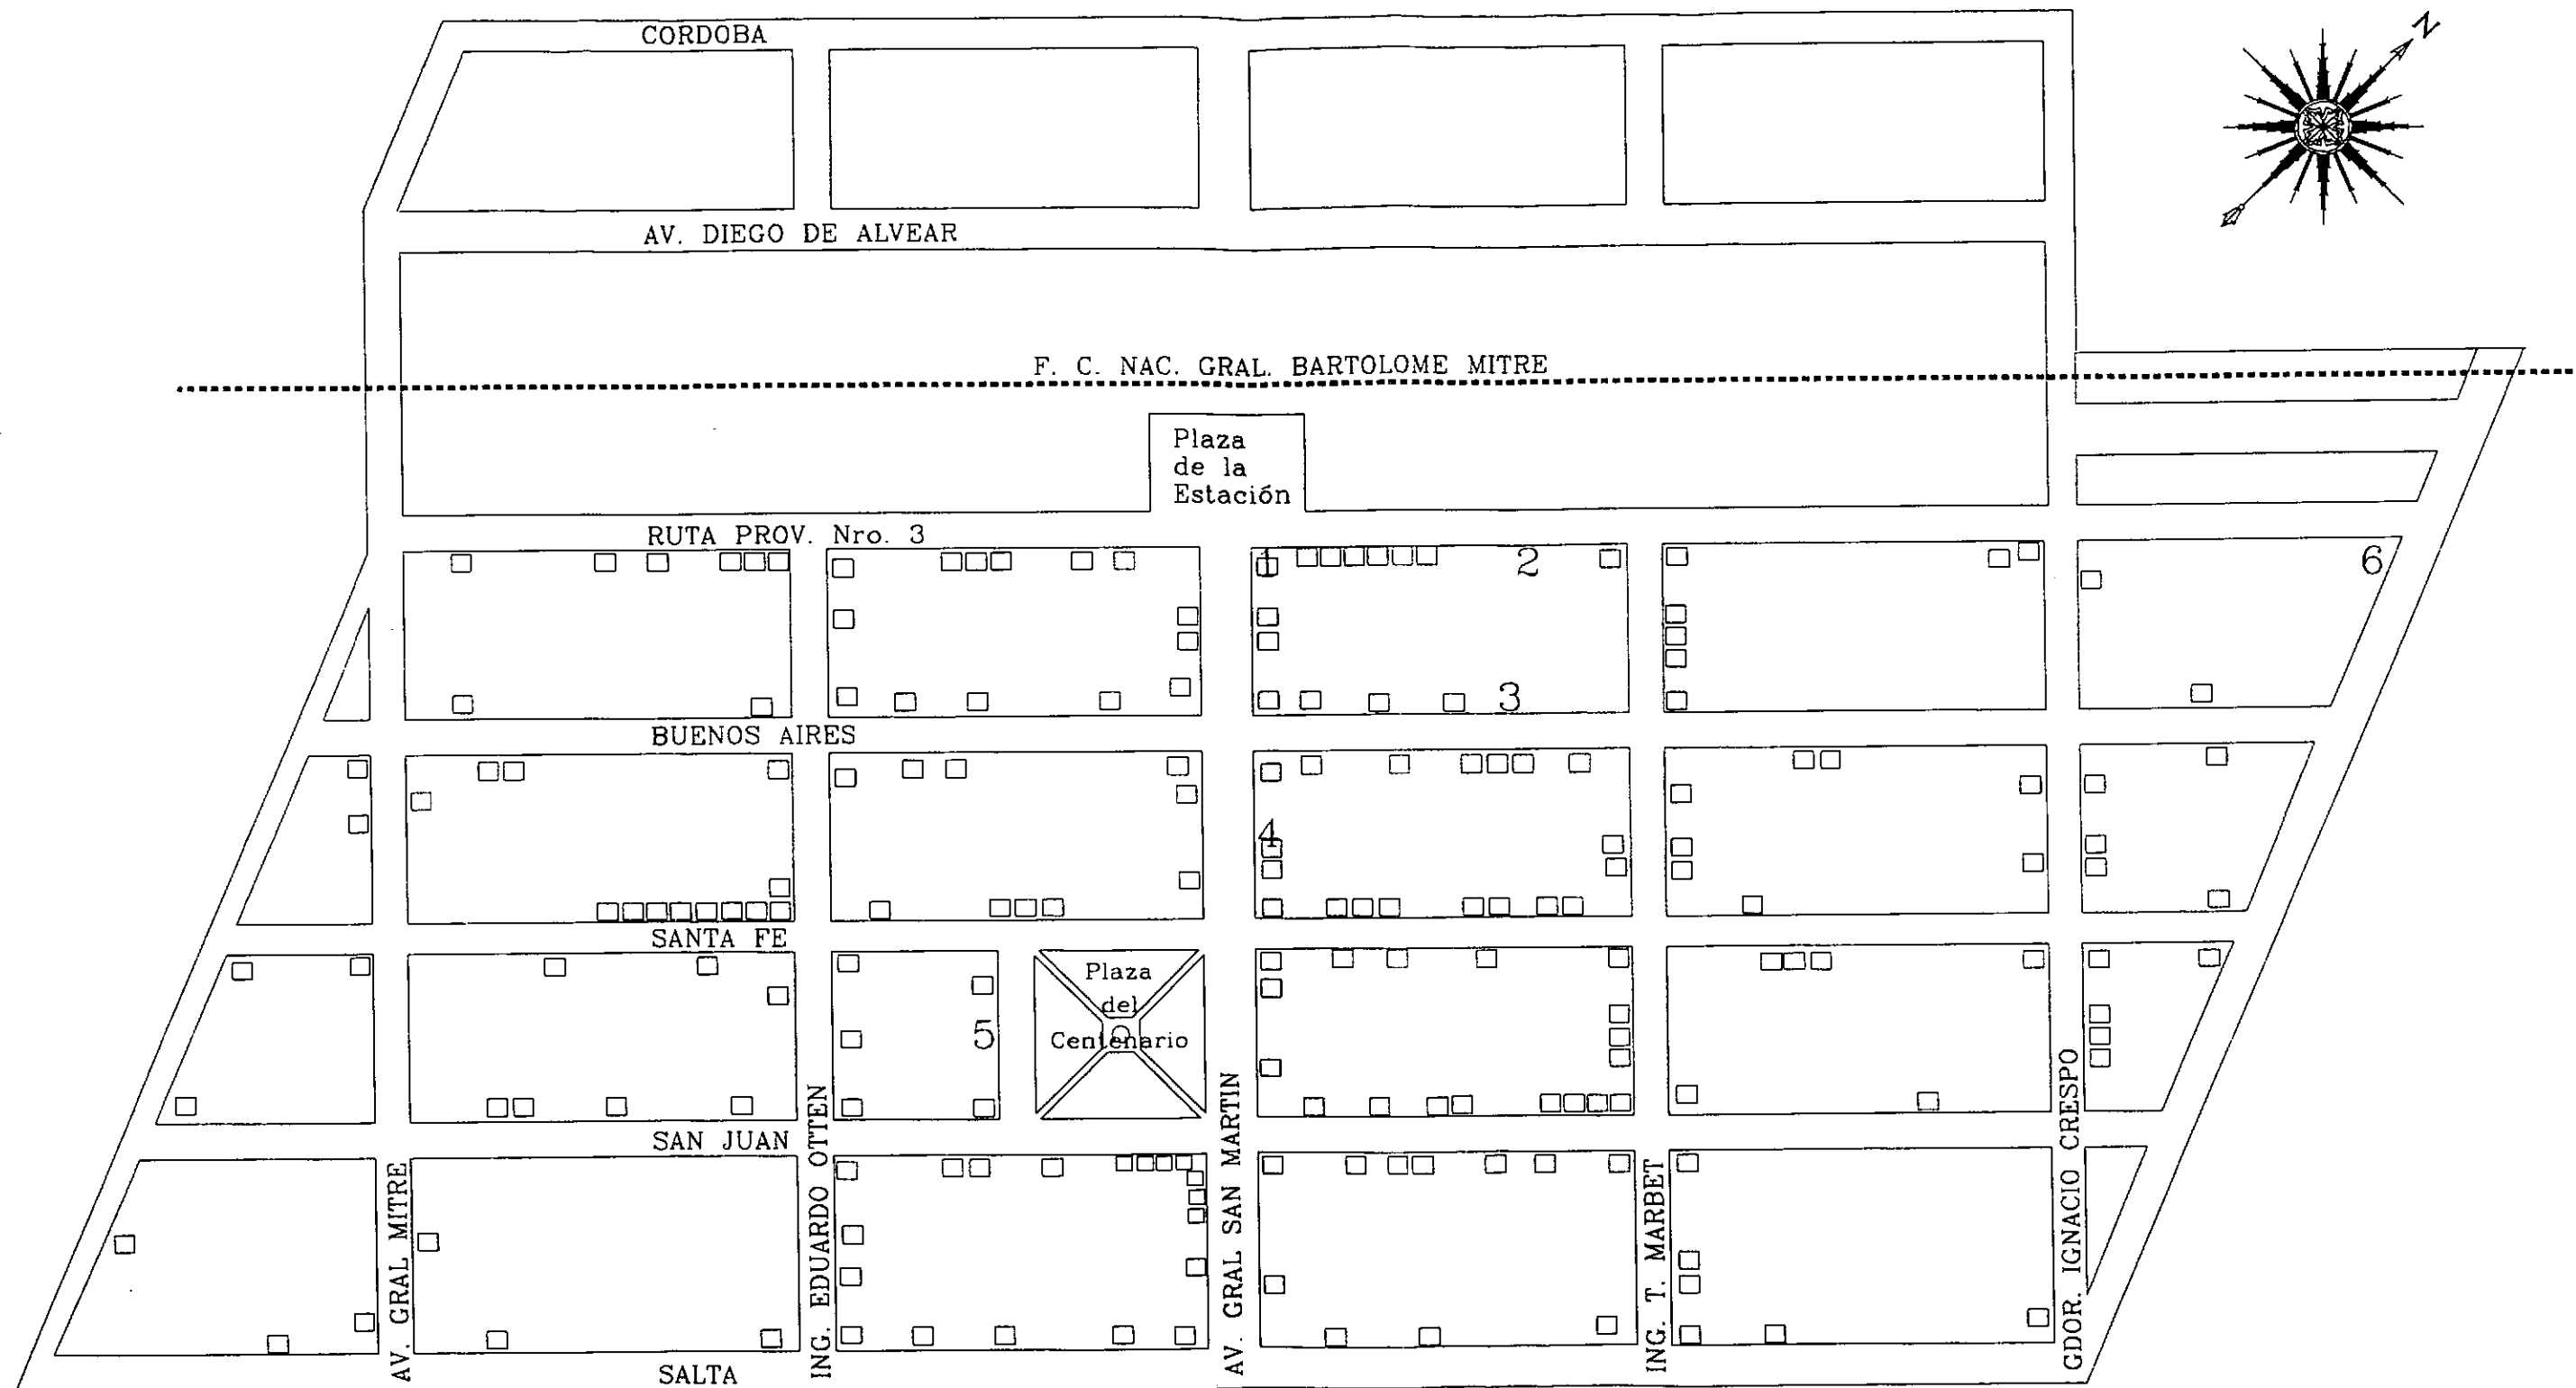 CORDOBA
N
AV. DIEGO DE ALVEAR
F. C. NAC. GRAL. BARTOLOME MITRE
Plaza
de la
Estación
RUTA PROV. Nro. 3
1
2
6
3
BUENOS AIRES
4
SANTA FE
Plaza
del
Centenario
5
SAN JUAN
AV. GRAL MITRE
ING. EDUARDO OTTEN
AV. GRAL SAN MARTIN
ING. T. MARBET
GDOR. IGNACIO CRESPO
SALTA